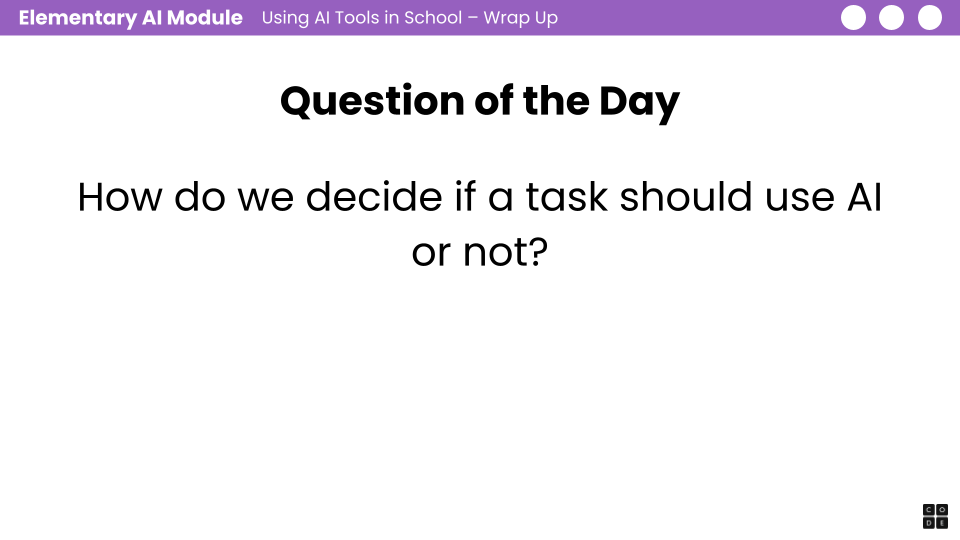 Elementary AI Module Using AI Tools in School – Wrap Up
Question of the Day
How do we decide if a task should use AI
or not?
C O
D E